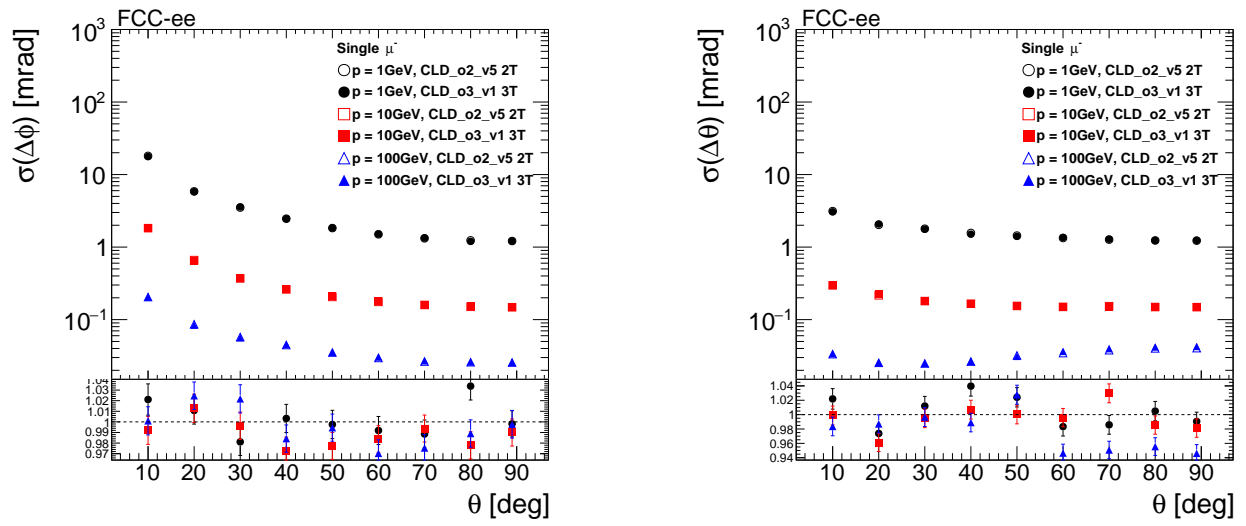 FCC-ee
σ(Δϕ) [mrad]
10³
10²
10
1
10⁻¹
Single μ⁻
p = 1GeV, CLD_o2_v5 2T
p = 1GeV, CLD_o3_v1 3T
p = 10GeV, CLD_o2_v5 2T
p = 10GeV, CLD_o3_v1 3T
p = 100GeV, CLD_o2_v5 2T
p = 100GeV, CLD_o3_v1 3T
1.04
1.03
1.02
1.01
1.00
0.99
0.98
0.97
10 20 30 40 50 60 70 80 90
θ [deg]
FCC-ee
σ(Δθ) [mrad]
10³
10²
10
1
10⁻¹
Single μ⁻
p = 1GeV, CLD_o2_v5 2T
p = 1GeV, CLD_o3_v1 3T
p = 10GeV, CLD_o2_v5 2T
p = 10GeV, CLD_o3_v1 3T
p = 100GeV, CLD_o2_v5 2T
p = 100GeV, CLD_o3_v1 3T
1.04
1.02
1
0.98
0.96
0.94
10 20 30 40 50 60 70 80 90
θ [deg]